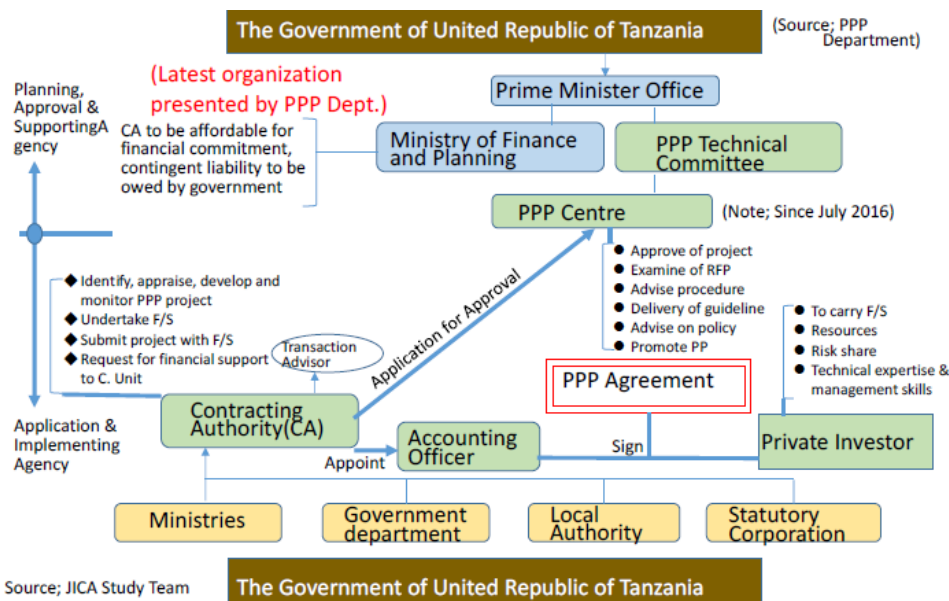 The Government of United Republic of Tanzania
(Source; PPP
Department)
(Latest organization
presented by PPP Dept.)
Planning,
Approval &
SupportingA
gency
Prime Minister Office
CA to be affordable for
financial commitment,
contingent liability to be
owed by government
Ministry of Finance
and Planning
PPP Technical
Committee
PPP Centre
(Note; Since July 2016)
◆ Identify, appraise, develop and
monitor PPP project
◆ Undertake F/S
◆ Submit project with F/S
◆ Request for financial support
to C. Unit
Transaction
Advisor
Application for Approval
● Approve of project
● Examine of RFP
● Advise procedure
● Delivery of guideline
● Advise on policy
● Promote PP
● To carry F/S
● Resources
● Risk share
● Technical expertise &
management skills
PPP Agreement
Application &
Implementing
Agency
Contracting
Authority(CA)
Appoint
Accounting
Officer
Sign
Private Investor
Ministries
Government
department
Local
Authority
Statutory
Corporation
Source; JICA Study Team
The Government of United Republic of Tanzania